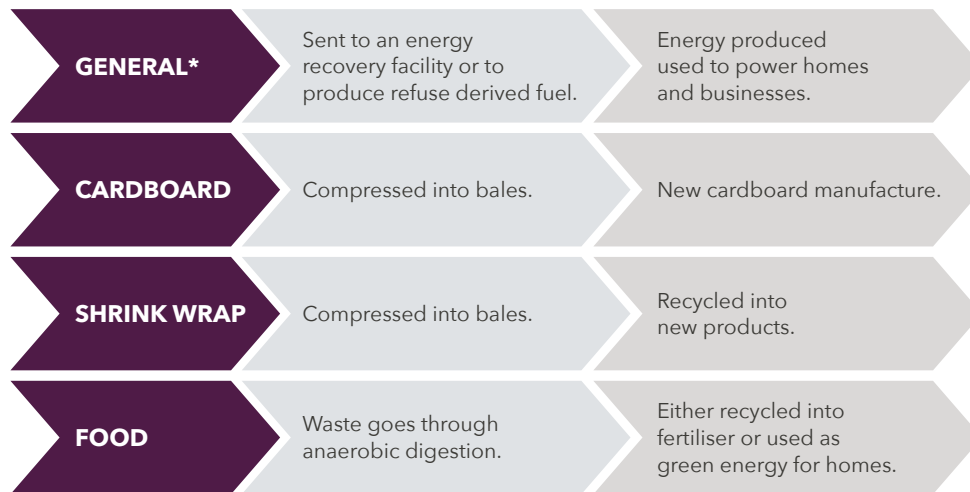 GENERAL*
Sent to an energy
recovery facility or to
produce refuse derived fuel.
Energy produced
used to power homes
and businesses.
CARDBOARD
Compressed into bales.
New cardboard manufacture.
SHRINK WRAP
Compressed into bales.
Recycled into
new products.
FOOD
Waste goes through
anaerobic digestion.
Either recycled into
fertiliser or used as
green energy for homes.